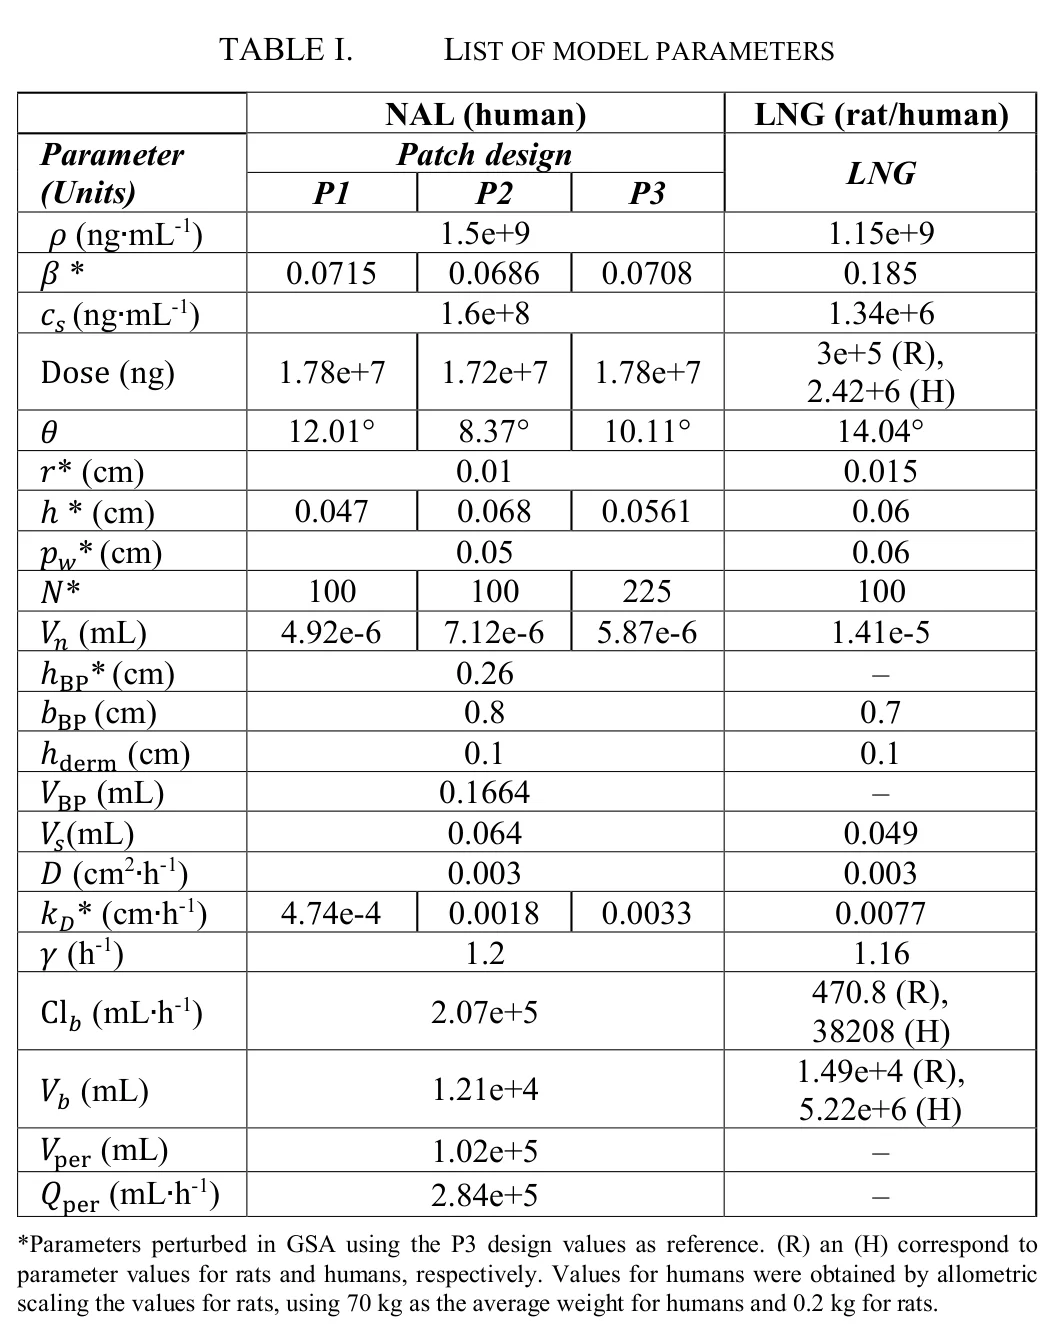 TABLE I. LIST OF MODEL PARAMETERS
NAL (human) LNG (rat/human)
Parameter (Units) Patch design LNG
P1 P2 P3
ρ (ng·mL⁻¹) 1.5e+9 1.15e+9
β * 0.0715 0.0686 0.0708 0.185
cₛ (ng·mL⁻¹) 1.6e+8 1.34e+6
Dose (ng) 1.78e+7 1.72e+7 1.78e+7 3e+5 (R), 2.42+6 (H)
θ 12.01° 8.37° 10.11° 14.04°
r* (cm) 0.01 0.015
h * (cm) 0.047 0.068 0.0561 0.06
p_w* (cm) 0.05 0.06
N* 100 100 225 100
Vₙ (mL) 4.92e-6 7.12e-6 5.87e-6 1.41e-5
h_BP* (cm) 0.26 –
b_BP (cm) 0.8 0.7
h_derm (cm) 0.1 0.1
V_BP (mL) 0.1664 –
Vₛ(mL) 0.064 0.049
D (cm²·h⁻¹) 0.003 0.003
k_D* (cm·h⁻¹) 4.74e-4 0.0018 0.0033 0.0077
γ (h⁻¹) 1.2 1.16
Cl_b (mL·h⁻¹) 2.07e+5 470.8 (R), 38208 (H)
V_b (mL) 1.21e+4 1.49e+4 (R), 5.22e+6 (H)
V_per (mL) 1.02e+5 –
Q_per (mL·h⁻¹) 2.84e+5 –
*Parameters perturbed in GSA using the P3 design values as reference. (R) an (H) correspond to
parameter values for rats and humans, respectively. Values for humans were obtained by allometric
scaling the values for rats, using 70 kg as the average weight for humans and 0.2 kg for rats.